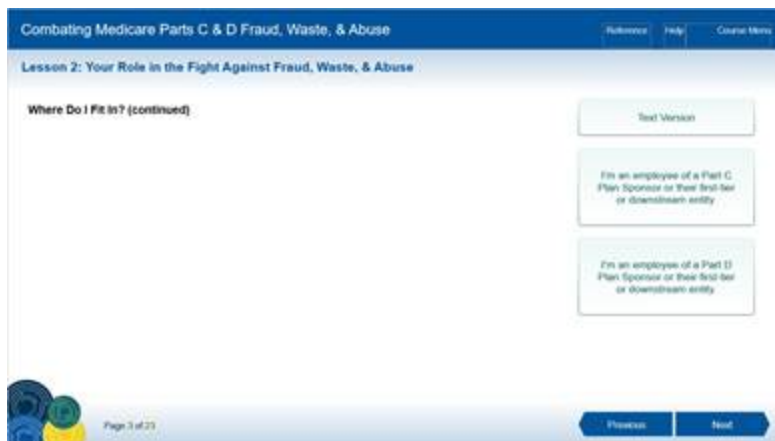 Combating Medicare Parts C & D Fraud, Waste, & Abuse
Reference
Help
Course Menu
Lesson 2: Your Role in the Fight Against Fraud, Waste, & Abuse
Where Do I Fit In? (continued)
Text Version
I'm an employee of a Part C
Plan Sponsor or their first-tier
or downstream entity
I'm an employee of a Part D
Plan Sponsor or their first-tier
or downstream entity
Page 3 of 23
Previous
Next